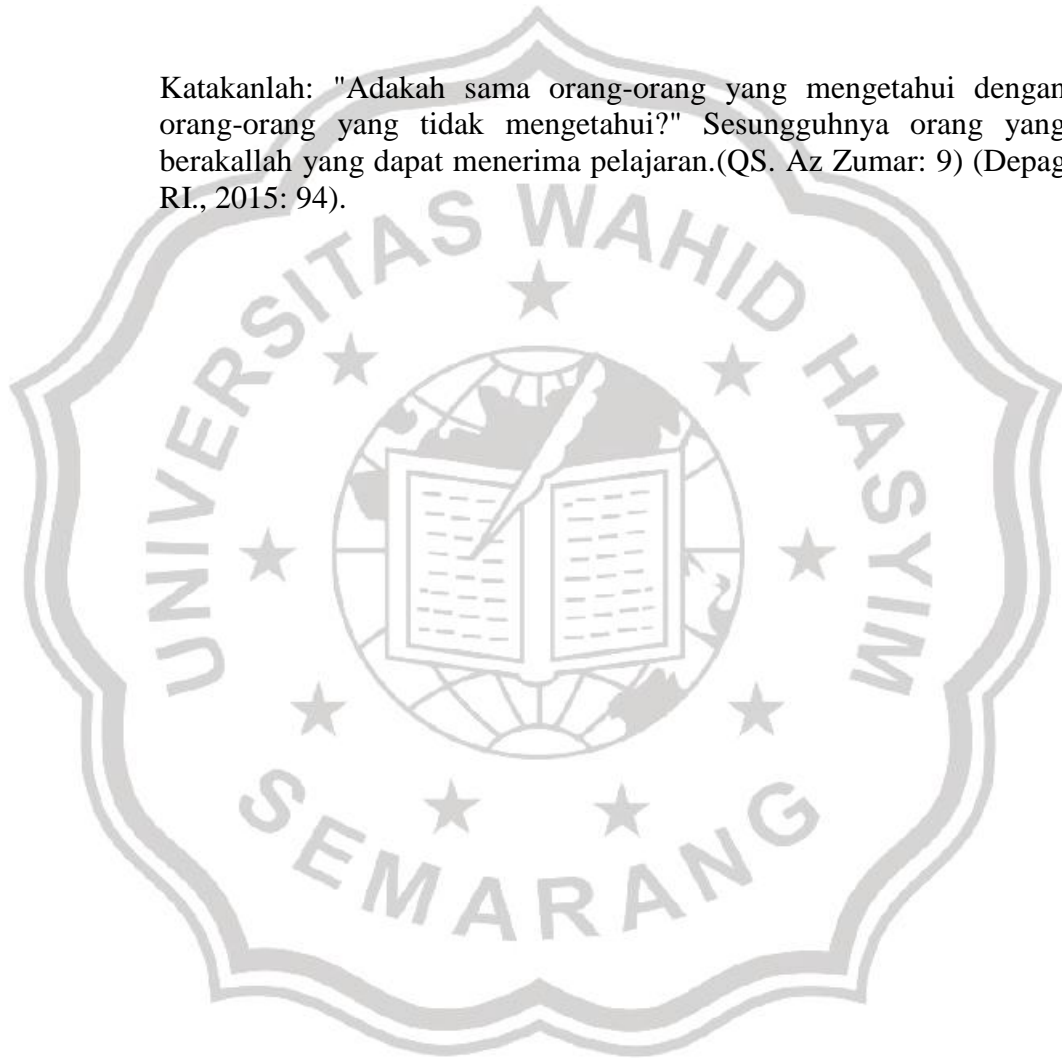 Katakanlah: "Adakah sama orang-orang yang mengetahui dengan
orang-orang yang tidak mengetahui?" Sesungguhnya orang yang
berakallah yang dapat menerima pelajaran.(QS. Az Zumar: 9) (Depag
RI., 2015: 94).
UNIVERSITAS WAHID HASYIM
SEMARANG